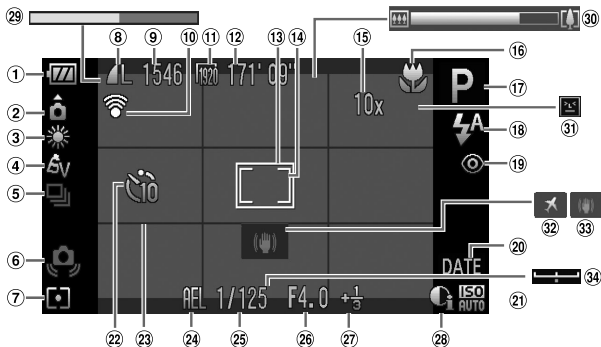 ㉙ ⑧ ⑨ ⑩ ⑪ ⑫ ⑬ ⑭ ⑮ ⑯ ㉚
① L 1546 1920 171'09"
10x P ⑰
② ㉛
③ 4A ⑱
④ Av ⑲
⑤ 10
㉜ ㉝
⑥ DATE ⑳
㉞
⑦ AEL 1/125 F4.0 +1/3 i ISO AUTO ㉑
㉒ ㉓ ㉔ ㉕ ㉖ ㉗ ㉘